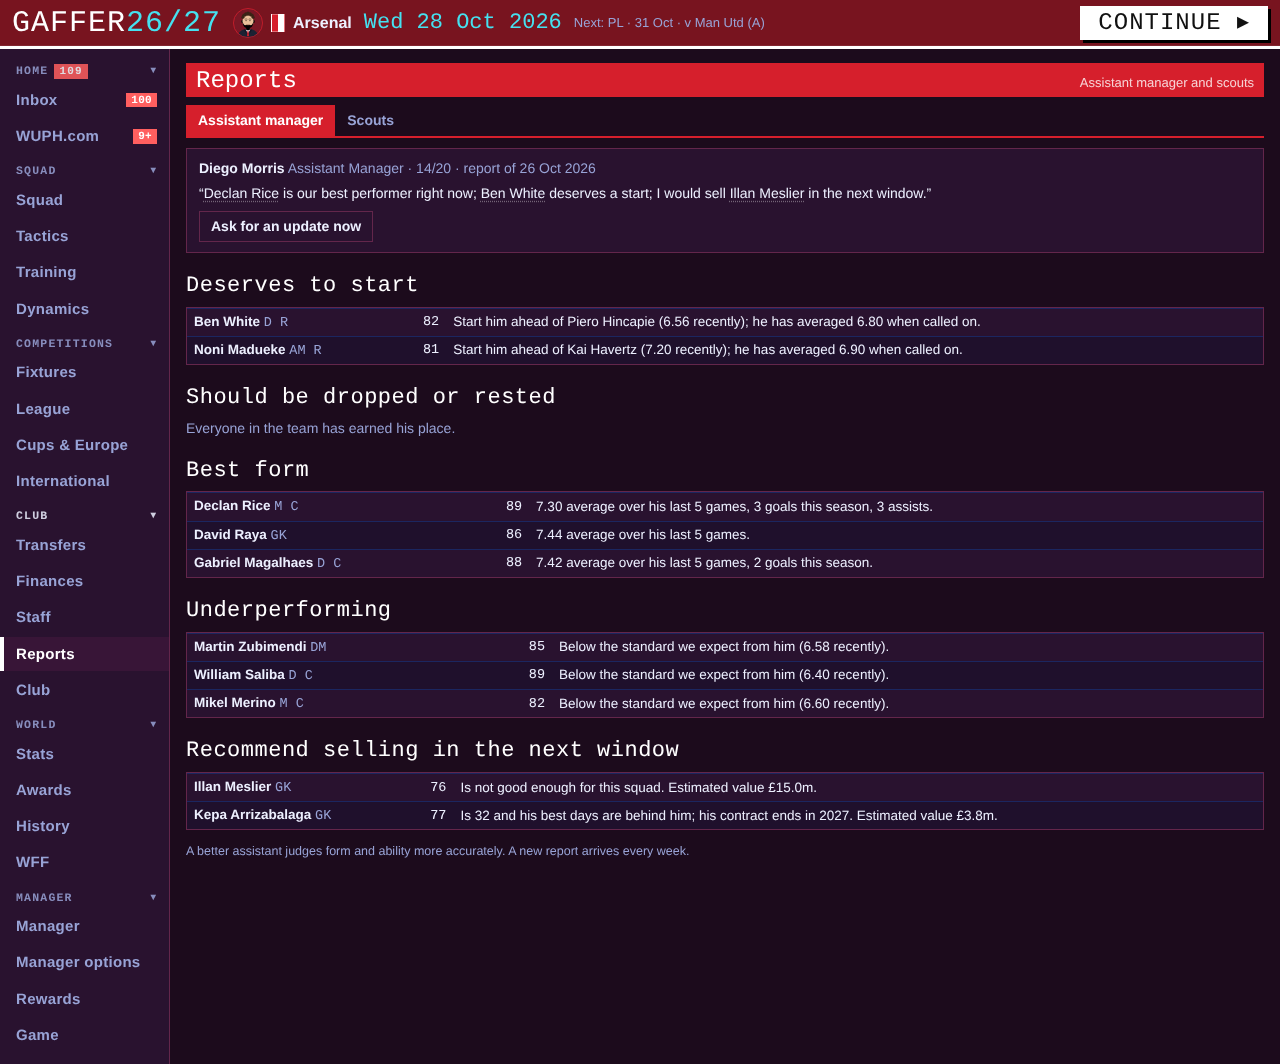 GAFFER26/27 Arsenal Wed 28 Oct 2026 Next: PL · 31 Oct · v Man Utd (A) CONTINUE ►
HOME 109 ▼
Inbox 100
WUPH.com 9+
SQUAD ▼
Squad
Tactics
Training
Dynamics
COMPETITIONS ▼
Fixtures
League
Cups & Europe
International
CLUB ▼
Transfers
Finances
Staff
Reports
Club
WORLD ▼
Stats
Awards
History
WFF
MANAGER ▼
Manager
Manager options
Rewards
Game
Reports Assistant manager and scouts
Assistant manager Scouts
Diego Morris Assistant Manager · 14/20 · report of 26 Oct 2026
“Declan Rice is our best performer right now; Ben White deserves a start; I would sell Illan Meslier in the next window.”
Ask for an update now
Deserves to start
Ben White D R 82 Start him ahead of Piero Hincapie (6.56 recently); he has averaged 6.80 when called on.
Noni Madueke AM R 81 Start him ahead of Kai Havertz (7.20 recently); he has averaged 6.90 when called on.
Should be dropped or rested
Everyone in the team has earned his place.
Best form
Declan Rice M C 89 7.30 average over his last 5 games, 3 goals this season, 3 assists.
David Raya GK 86 7.44 average over his last 5 games.
Gabriel Magalhaes D C 88 7.42 average over his last 5 games, 2 goals this season.
Underperforming
Martin Zubimendi DM 85 Below the standard we expect from him (6.58 recently).
William Saliba D C 89 Below the standard we expect from him (6.40 recently).
Mikel Merino M C 82 Below the standard we expect from him (6.60 recently).
Recommend selling in the next window
Illan Meslier GK 76 Is not good enough for this squad. Estimated value £15.0m.
Kepa Arrizabalaga GK 77 Is 32 and his best days are behind him; his contract ends in 2027. Estimated value £3.8m.
A better assistant judges form and ability more accurately. A new report arrives every week.